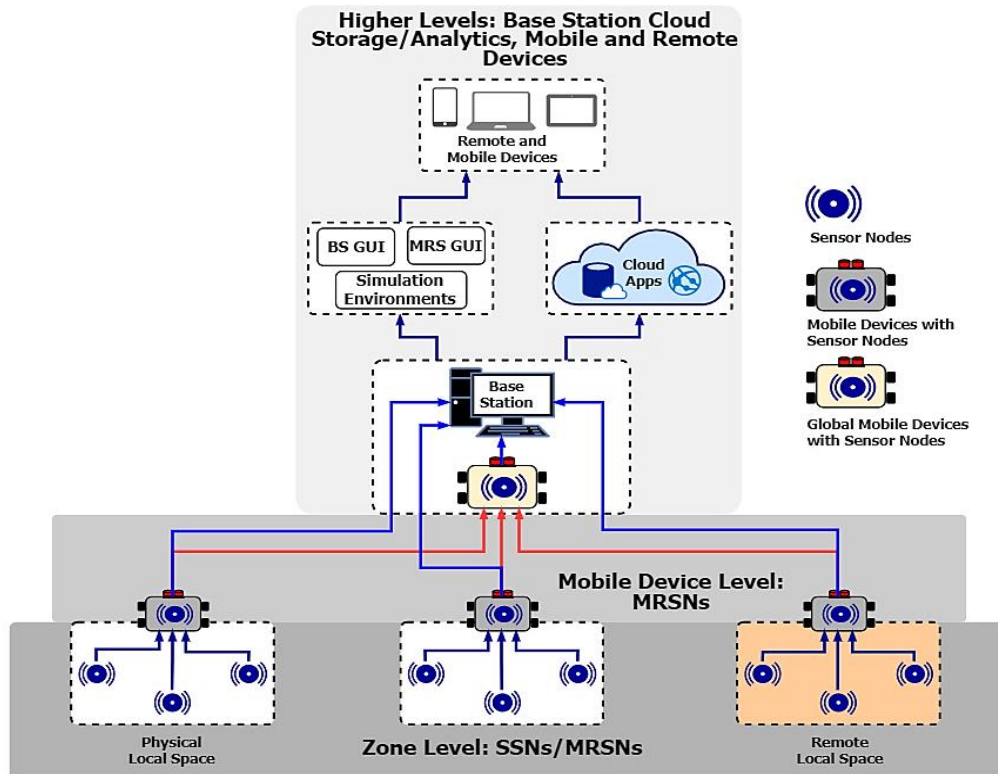 Higher Levels: Base Station Cloud
Storage/Analytics, Mobile and Remote
Devices
Remote and
Mobile Devices
BS GUI
MRS GUI
Simulation
Environments
Cloud
Apps
Base
Station
Sensor Nodes
Mobile Devices with
Sensor Nodes
Global Mobile Devices
with Sensor Nodes
Mobile Device Level:
MRSNs
Physical
Local Space
Zone Level: SSNs/MRSNs
Remote
Local Space